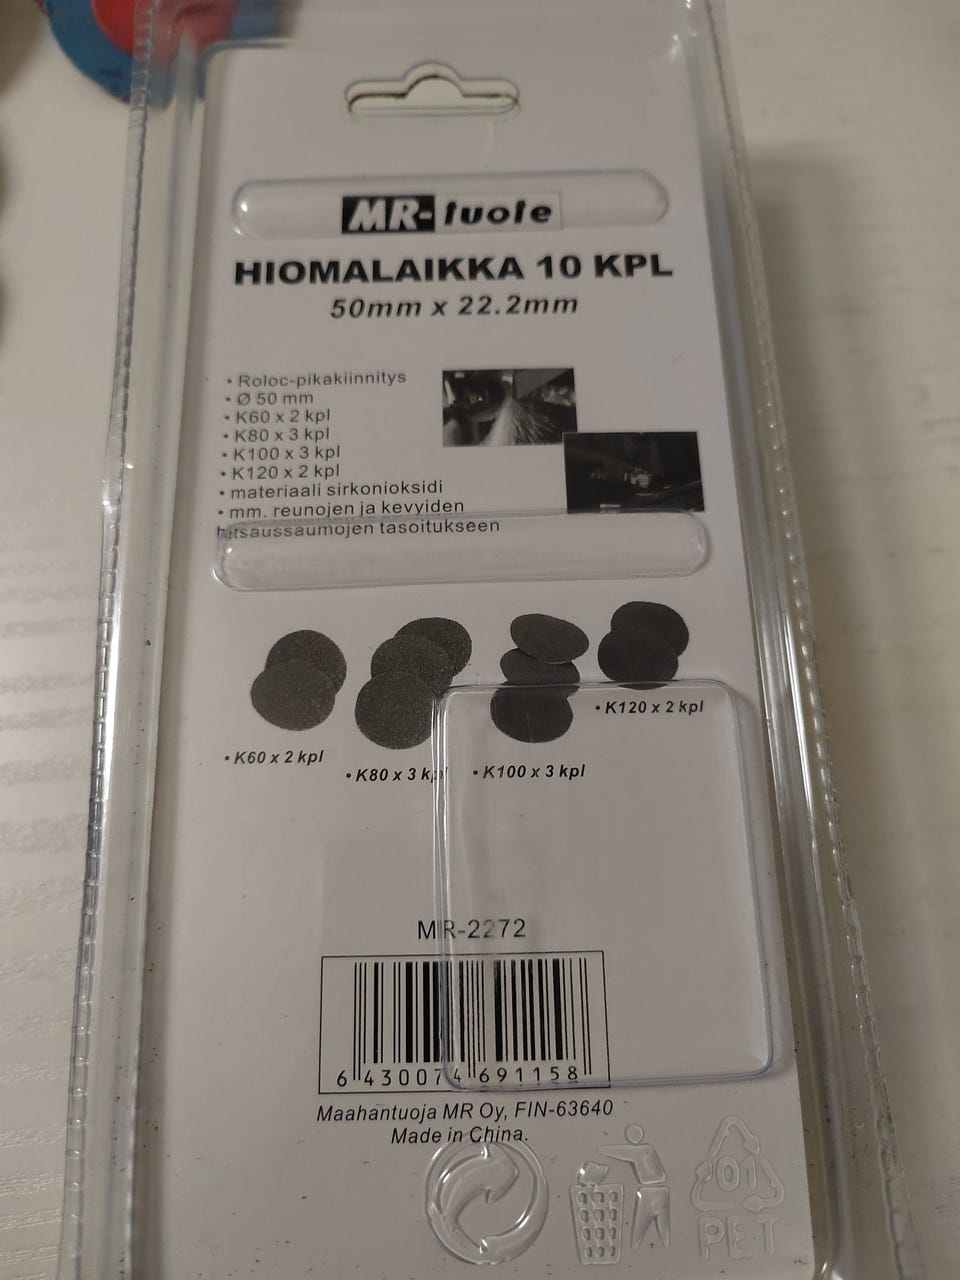 MR-tuote
HIOMALAIKKA 10 KPL
50mm x 22.2mm
• Roloc-pikakiinnitys
• Ø 50 mm
• K60 x 2 kpl
• K80 x 3 kpl
• K100 x 3 kpl
• K120 x 2 kpl
• materiaali sirkonioksidi
• mm. reunojen ja kevyiden
hitsaussaumojen tasoitukseen
• K120 x 2 kpl
• K60 x 2 kpl
• K80 x 3 kpl
• K100 x 3 kpl
MR-2272
6 430074 691158
Maahantuoja MR Oy, FIN-63640
Made in China.
01
PET